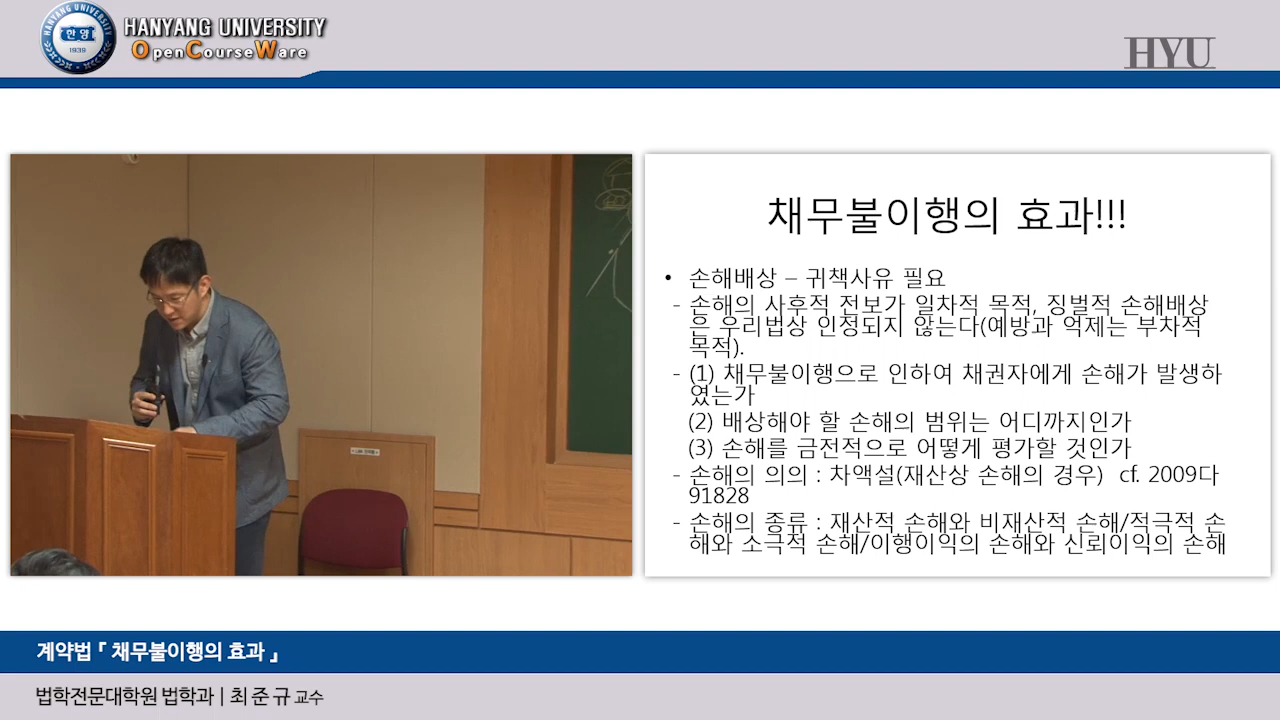 HANYANG UNIVERSITY
한양
1939
HANYANG UNIVERSITY
OpenCourseWare
HYU
채무불이행의 효과!!!
• 손해배상 – 귀책사유 필요
- 손해의 사후적 전보가 일차적 목적, 징벌적 손해배상
은 우리법상 인정되지 않는다(예방과 억제는 부차적
목적).
- (1) 채무불이행으로 인하여 채권자에게 손해가 발생하
였는가
(2) 배상해야 할 손해의 범위는 어디까지인가
(3) 손해를 금전적으로 어떻게 평가할 것인가
- 손해의 의의 : 차액설(재산상 손해의 경우) cf. 2009다
91828
- 손해의 종류 : 재산적 손해와 비재산적 손해/적극적 손
해와 소극적 손해/이행이익의 손해와 신뢰이익의 손해
계약법 「 채무불이행의 효과 」
법학전문대학원 법학과 | 최 준 규 교수